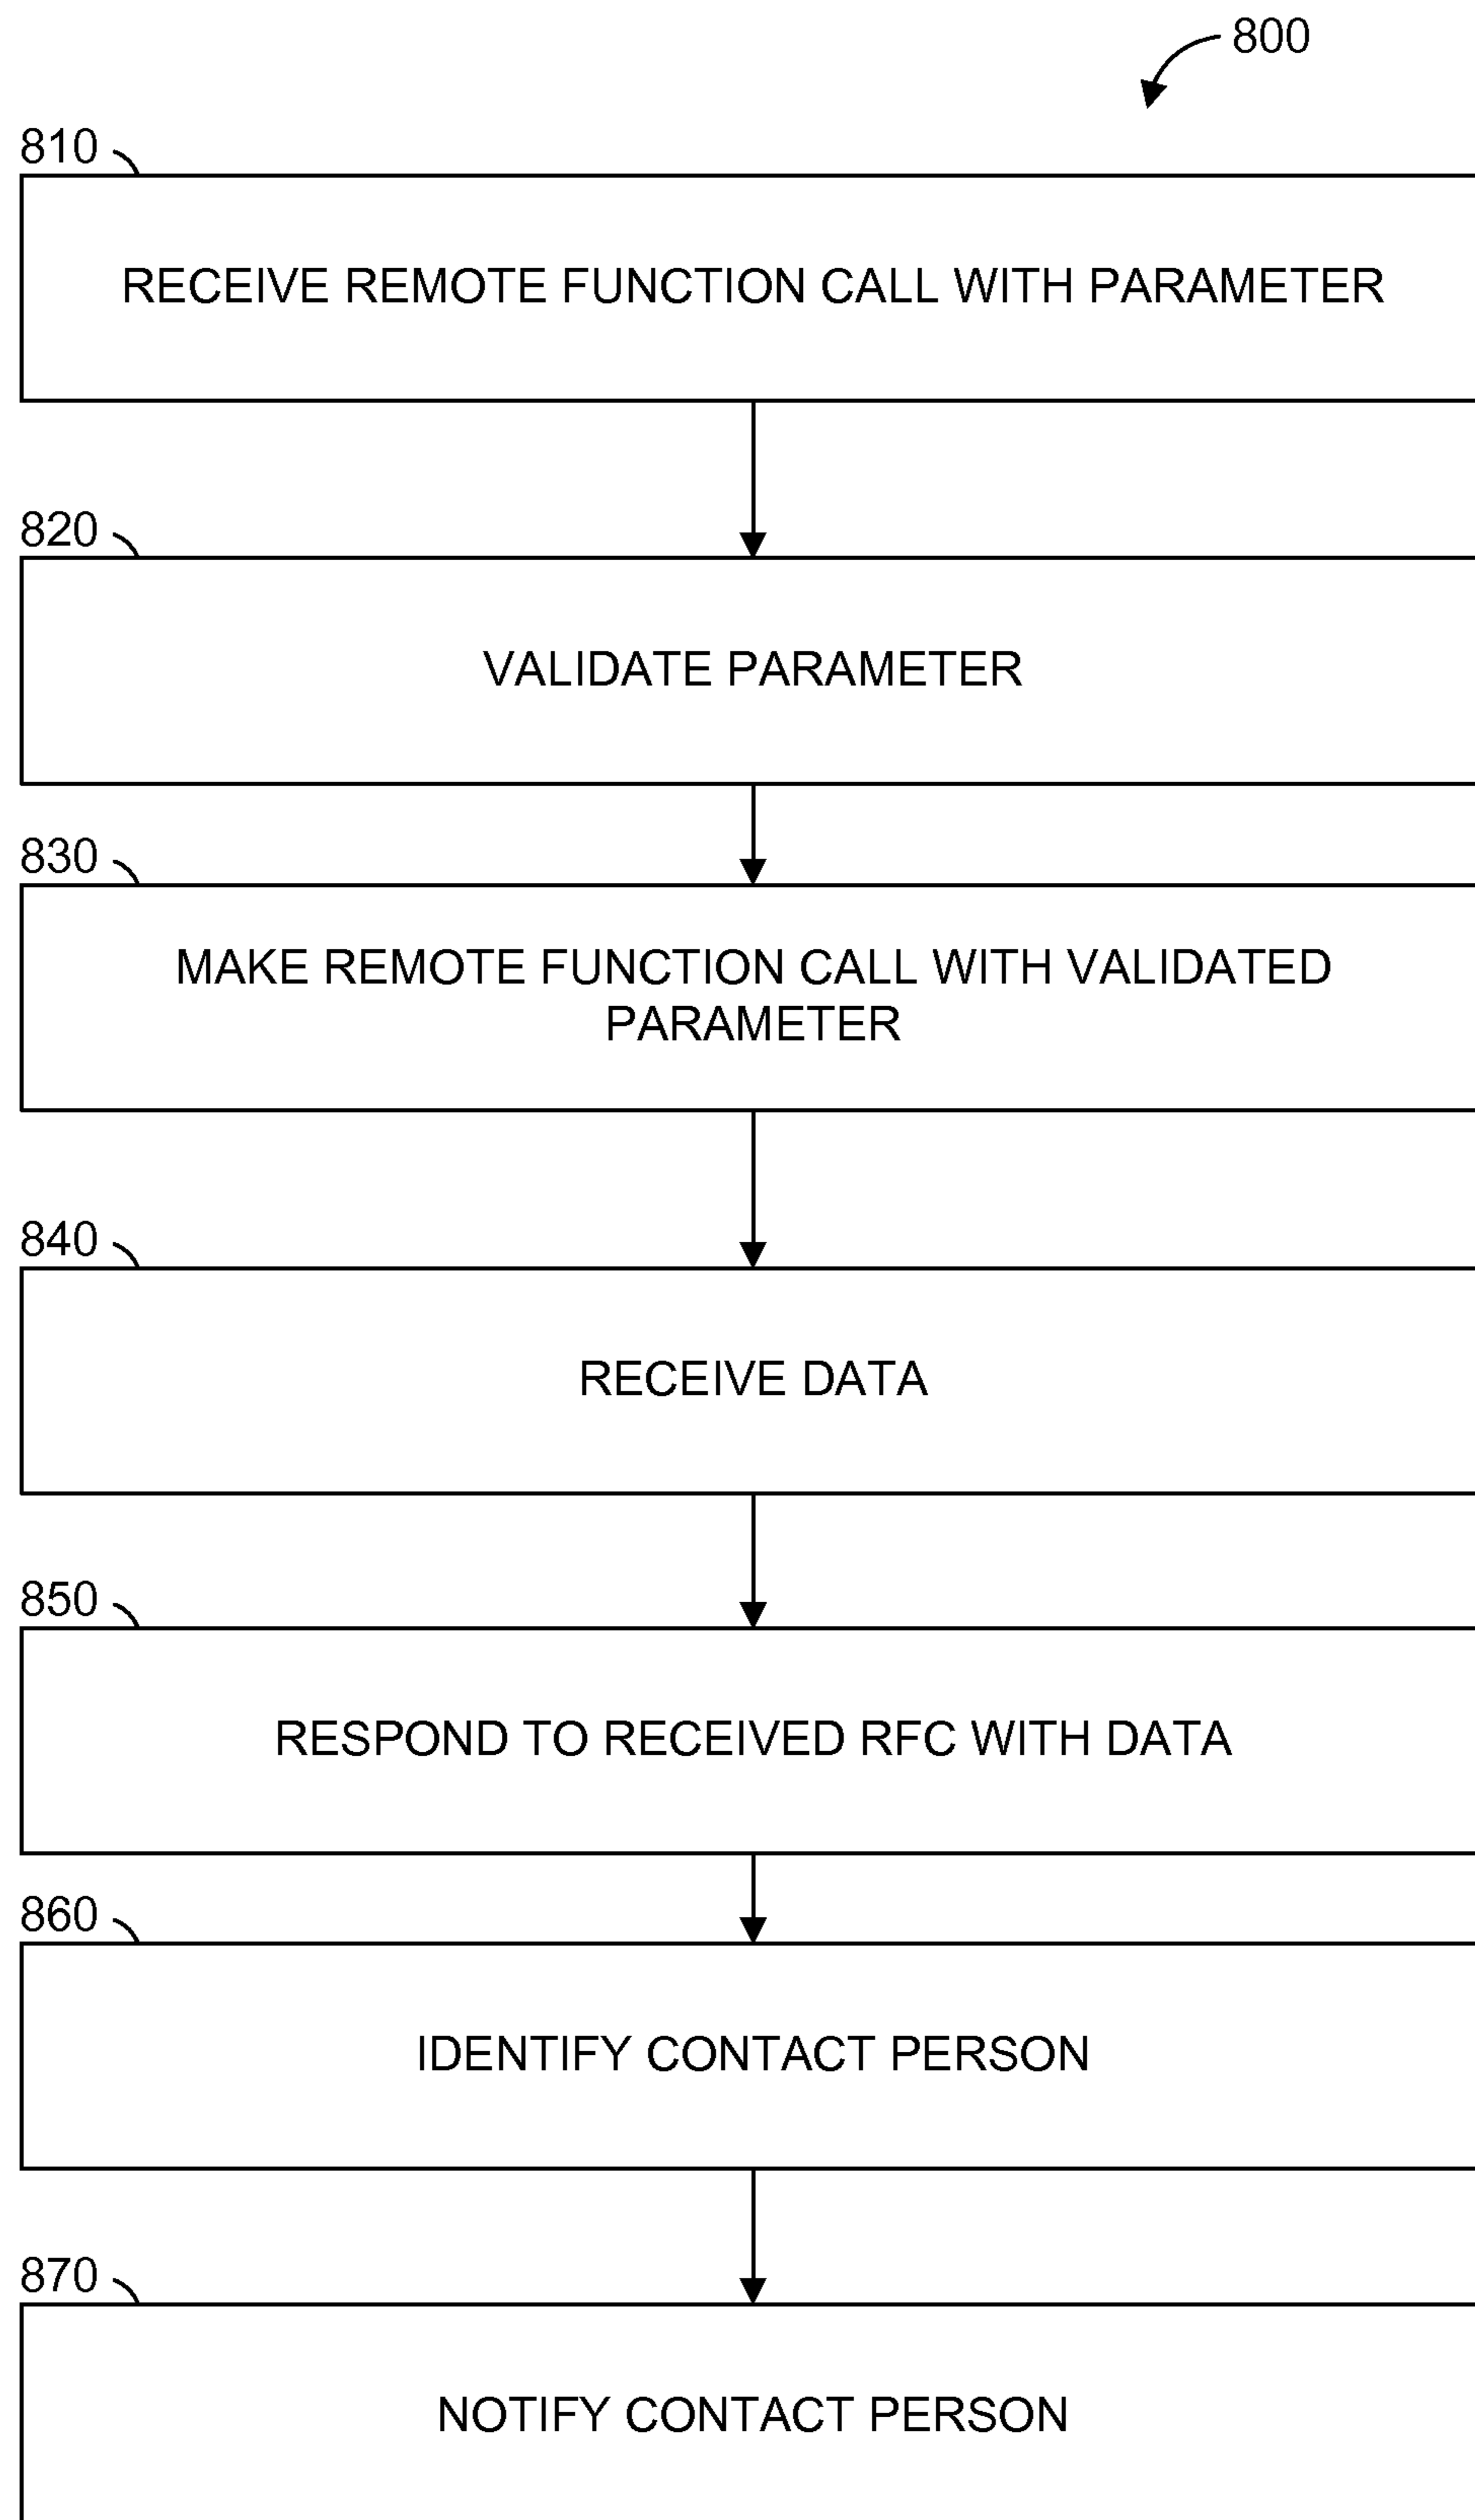 800
810
RECEIVE REMOTE FUNCTION CALL WITH PARAMETER
820
VALIDATE PARAMETER
830
MAKE REMOTE FUNCTION CALL WITH VALIDATED
PARAMETER
840
RECEIVE DATA
850
RESPOND TO RECEIVED RFC WITH DATA
860
IDENTIFY CONTACT PERSON
870
NOTIFY CONTACT PERSON